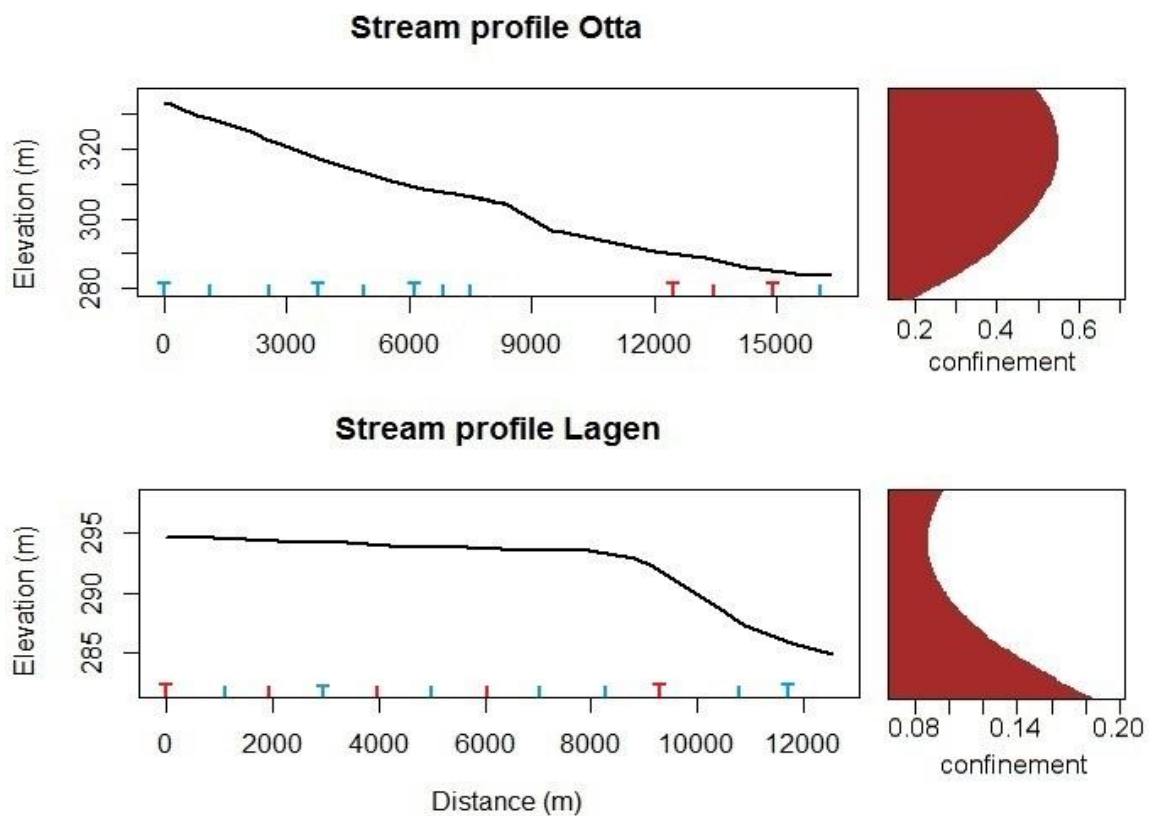 Stream profile Otta
Elevation (m)
320
300
280
0 3000 6000 9000 12000 15000
0.2 0.4 0.6
confinement
Stream profile Lagen
Elevation (m)
295
290
285
0 2000 4000 6000 8000 10000 12000
0.08 0.14 0.20
confinement
Distance (m)